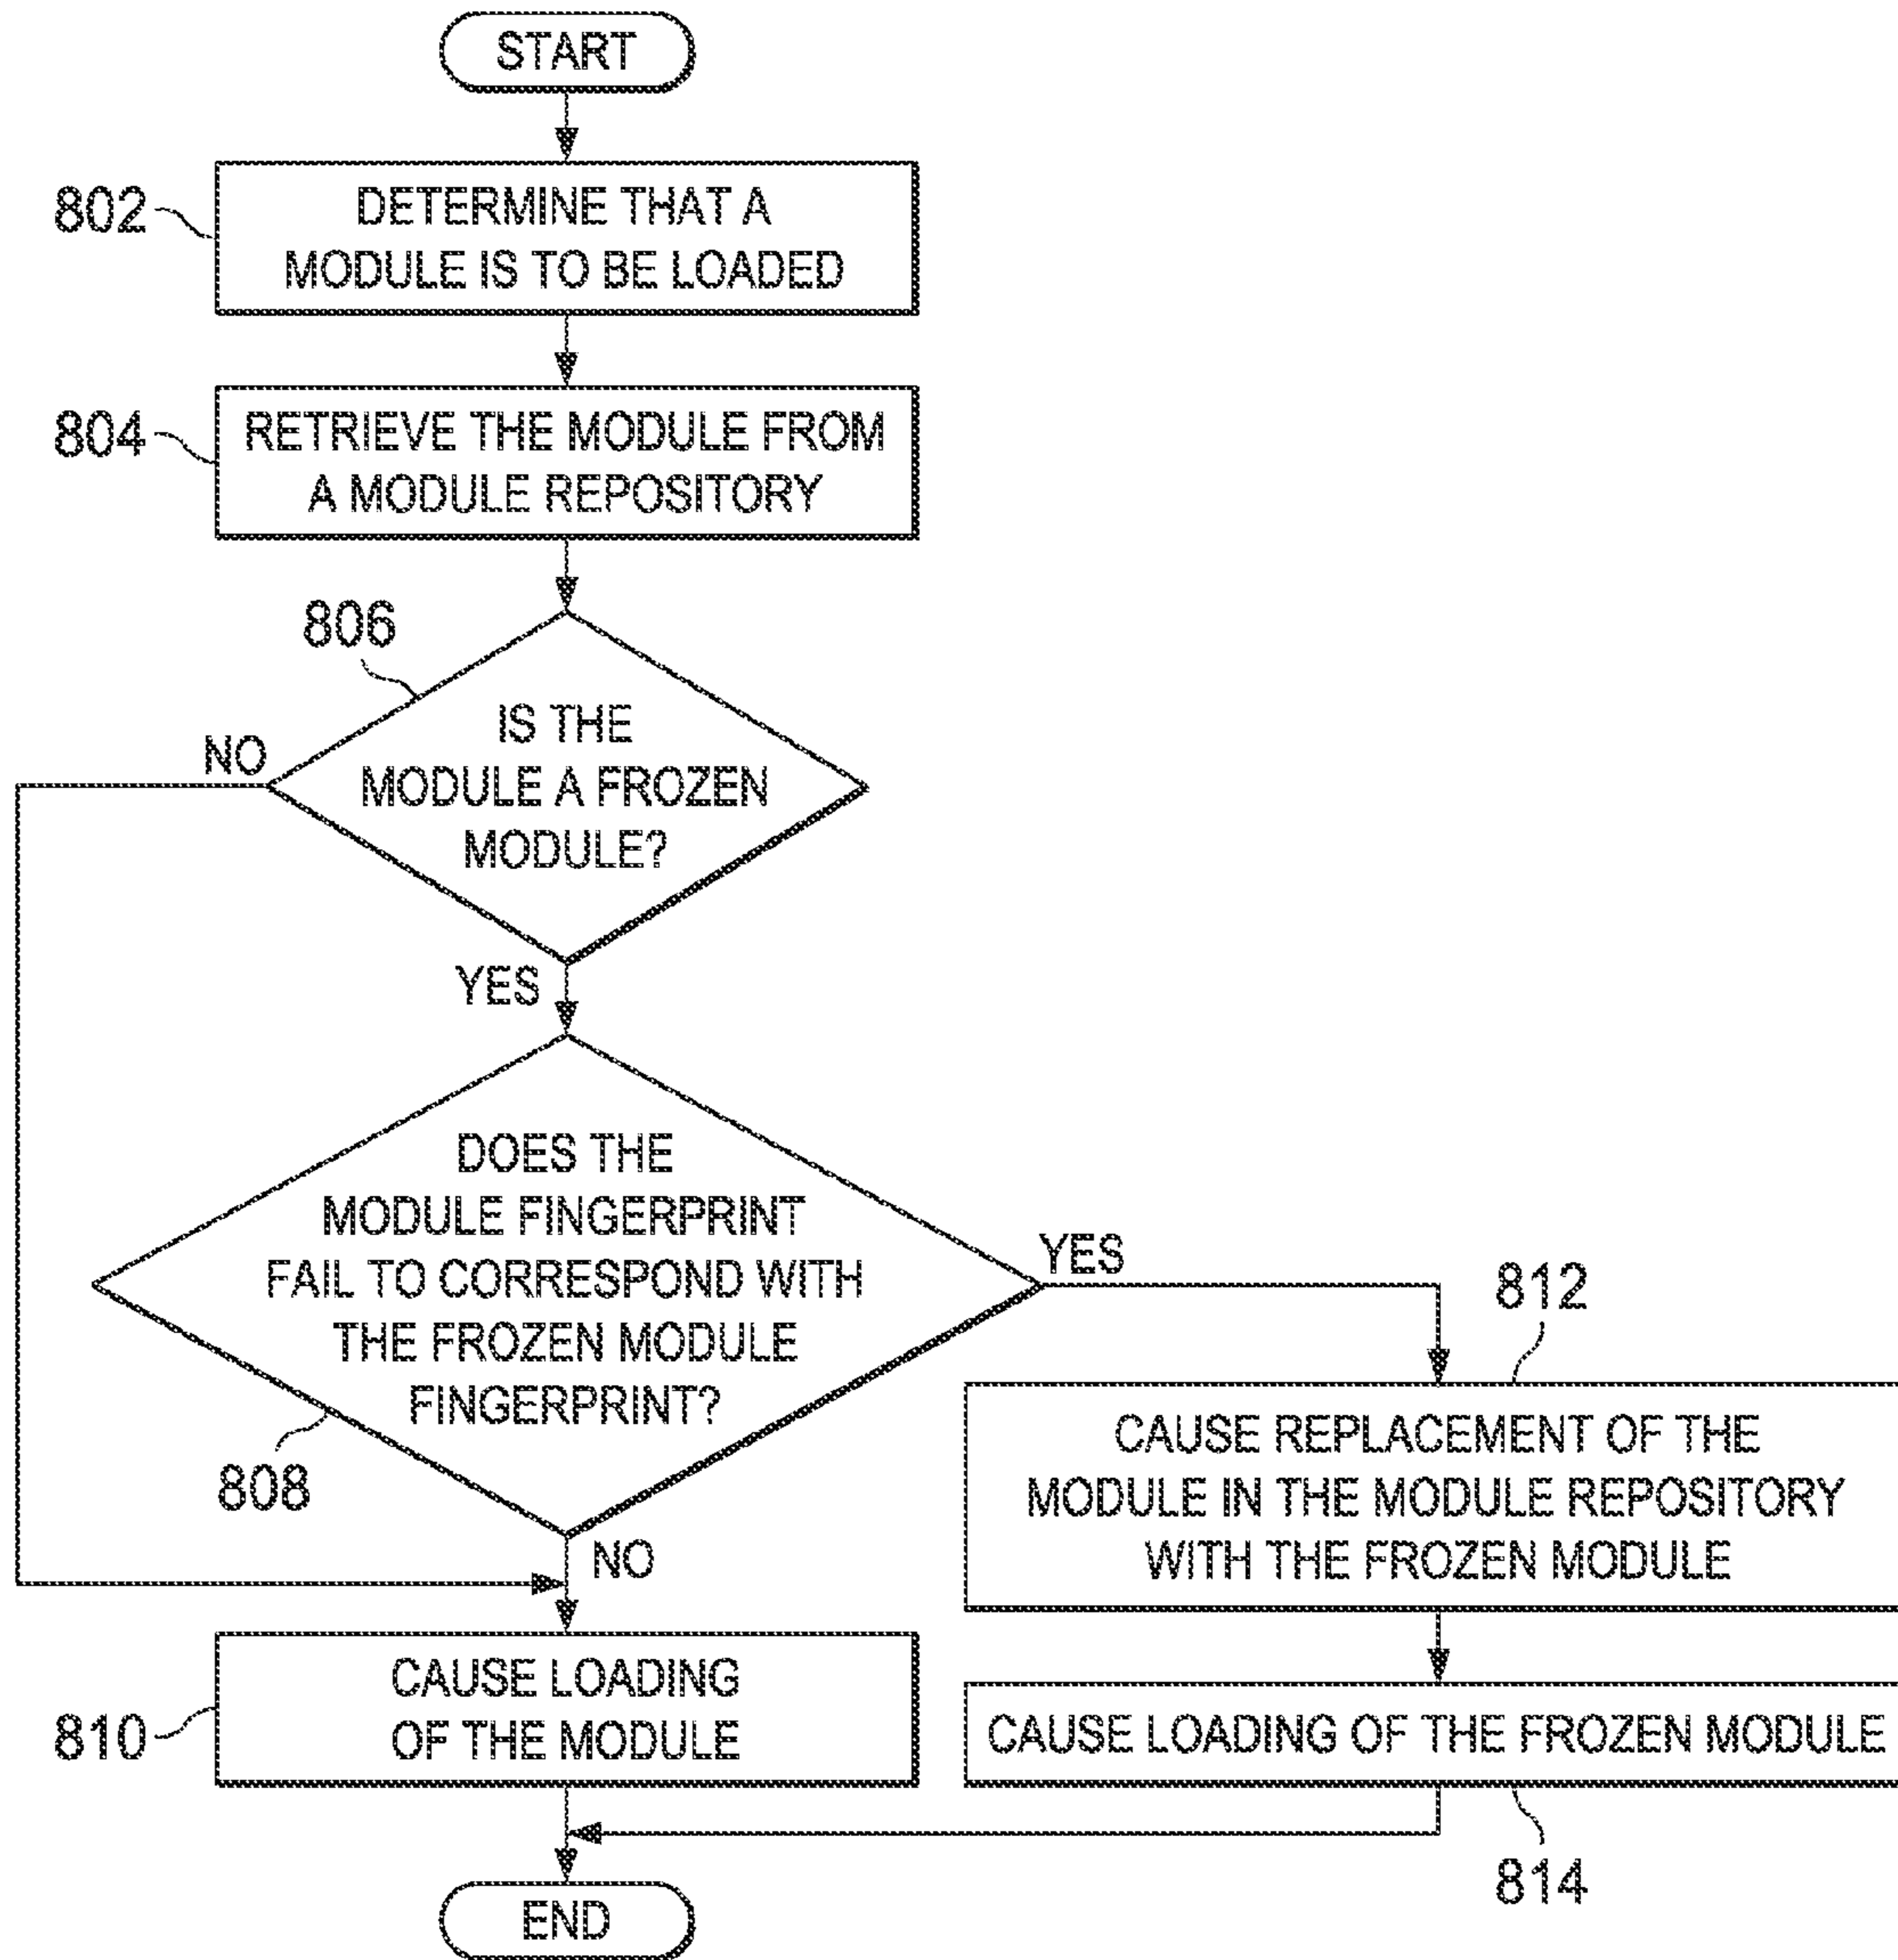 START
802
DETERMINE THAT A
MODULE IS TO BE LOADED
804
RETRIEVE THE MODULE FROM
A MODULE REPOSITORY
806
IS THE
MODULE A FROZEN
MODULE?
NO
YES
DOES THE
MODULE FINGERPRINT
FAIL TO CORRESPOND WITH
THE FROZEN MODULE
FINGERPRINT?
808
YES
NO
812
CAUSE REPLACEMENT OF THE
MODULE IN THE MODULE REPOSITORY
WITH THE FROZEN MODULE
810
CAUSE LOADING
OF THE MODULE
CAUSE LOADING OF THE FROZEN MODULE
814
END